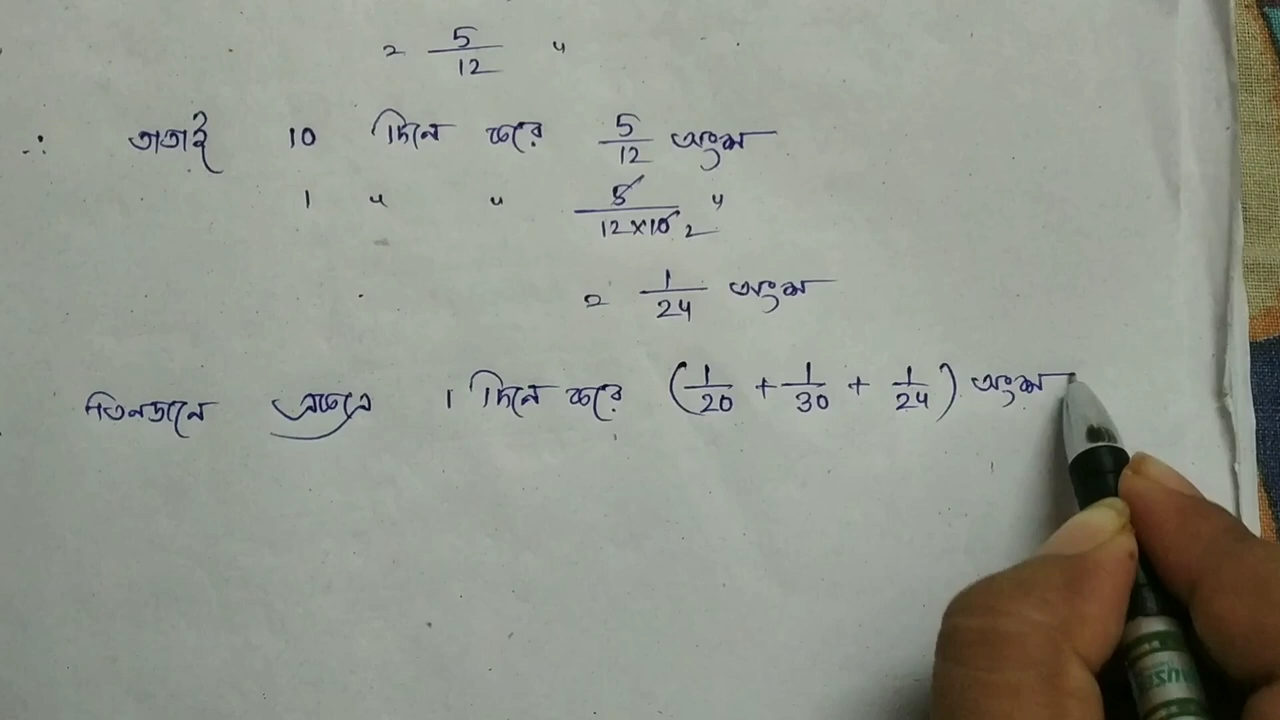 = 5/12 "
∴ তাতাই 10 দিনে করে 5/12 অংশ
1 " " 5/12×10 2 "
= 1/24 অংশ
তিনজনে একত্রে 1 দিনে করে (1/20 + 1/30 + 1/24) অংশ